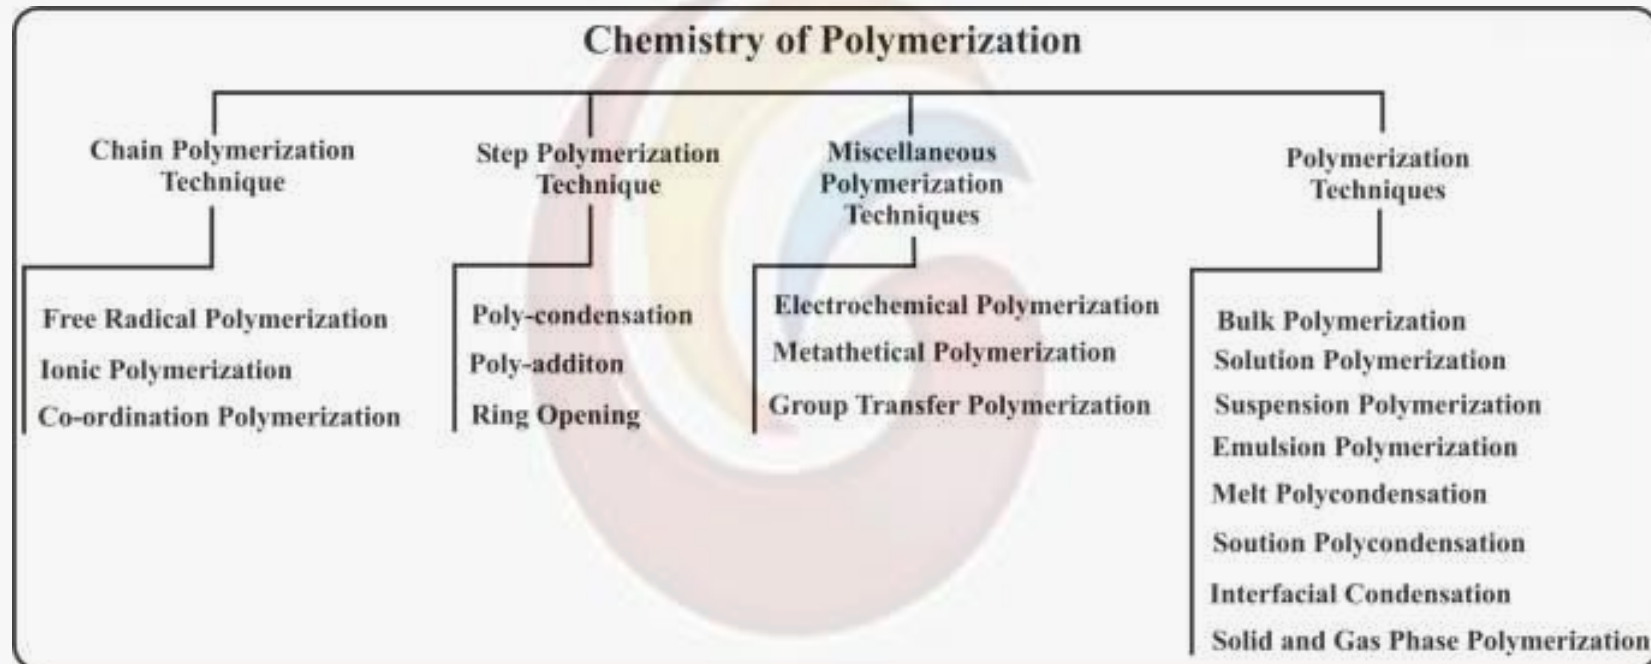 Chemistry of Polymerization
Chain Polymerization
Technique
Step Polymerization
Technique
Miscellaneous
Polymerization
Techniques
Polymerization
Techniques
Free Radical Polymerization
Ionic Polymerization
Co-ordination Polymerization
Poly-condensation
Poly-additon
Ring Opening
Electrochemical Polymerization
Metathetical Polymerization
Group Transfer Polymerization
Bulk Polymerization
Solution Polymerization
Suspension Polymerization
Emulsion Polymerization
Melt Polycondensation
Soution Polycondensation
Interfacial Condensation
Solid and Gas Phase Polymerization